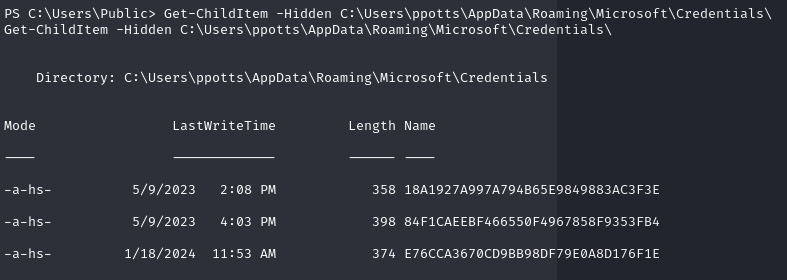 PS C:\Users\Public> Get-ChildItem -Hidden C:\Users\ppotts\AppData\Roaming\Microsoft\Credentials\
Get-ChildItem -Hidden C:\Users\ppotts\AppData\Roaming\Microsoft\Credentials\
Directory: C:\Users\ppotts\AppData\Roaming\Microsoft\Credentials
Mode LastWriteTime Length Name
---- ------------- ------ ----
-a-hs- 5/9/2023 2:08 PM 358 18A1927A997A794B65E9849883AC3F3E
-a-hs- 5/9/2023 4:03 PM 398 84F1CAEEBF466550F4967858F9353FB4
-a-hs- 1/18/2024 11:53 AM 374 E76CCA3670CD9BB98DF79E0A8D176F1E